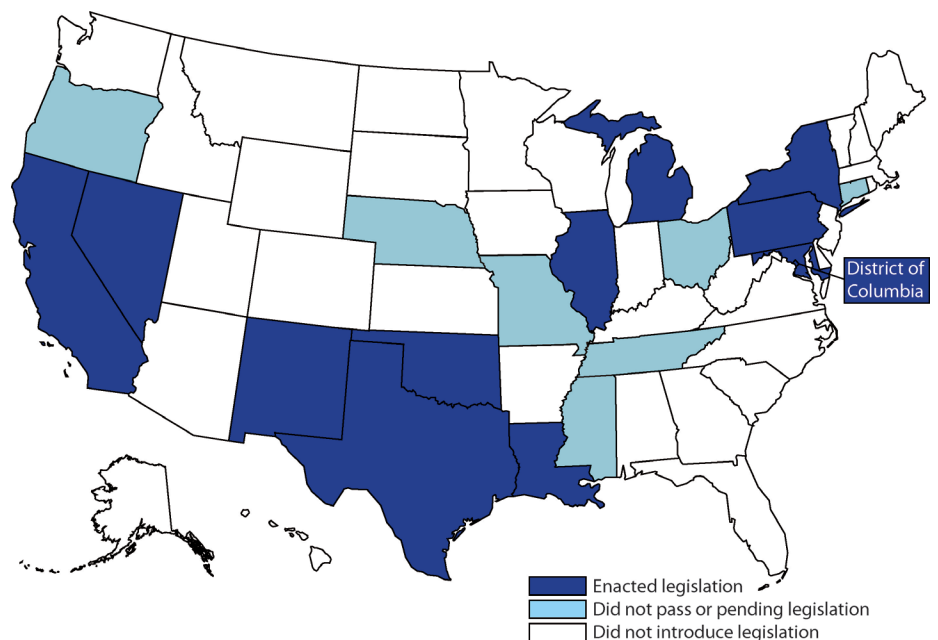 District of
Columbia
Enacted legislation
Did not pass or pending legislation
Did not introduce legislation